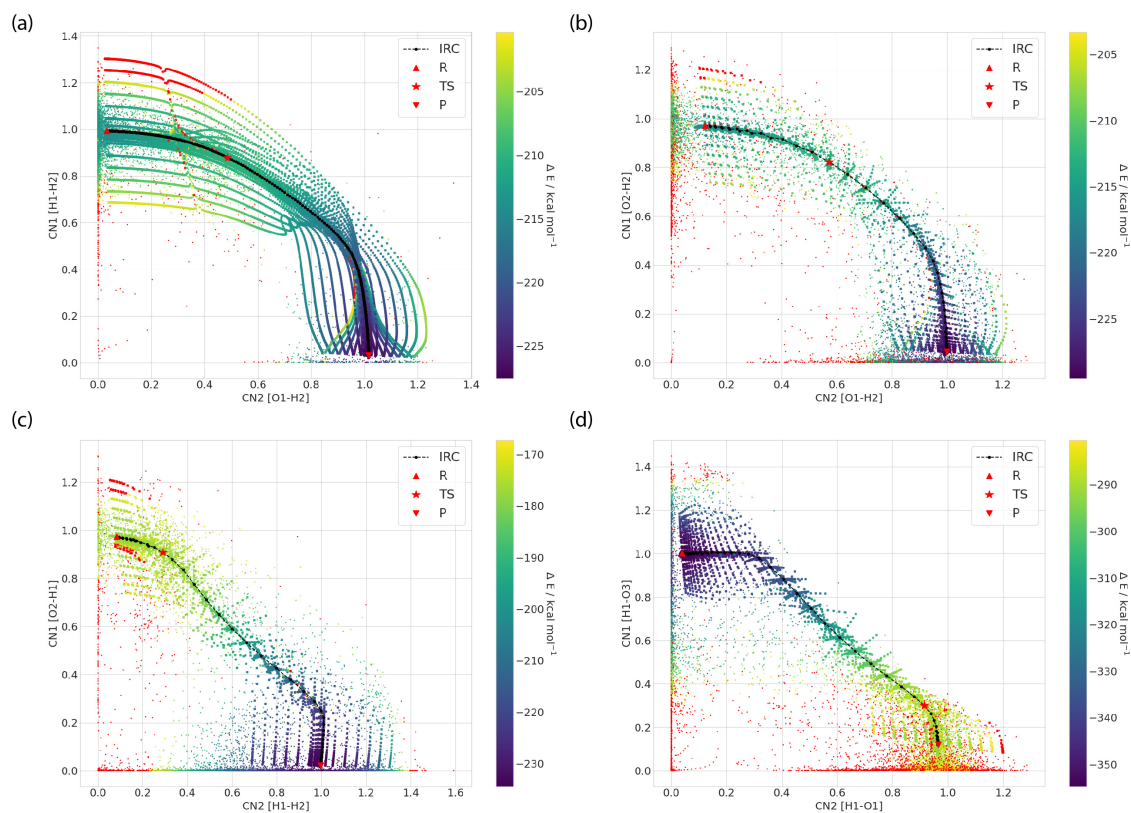 (a)
1.4
1.2
1.0
0.8
0.6
0.4
0.2
0.0
CN1 [H1-H2]
0.0 0.2 0.4 0.6 0.8 1.0 1.2 1.4
CN2 [O1-H2]
IRC
R
TS
P
−205
−210
−215
−220
−225
Δ E / kcal mol⁻¹
(b)
1.2
1.0
0.8
0.6
0.4
0.2
0.0
CN1 [O2-H2]
0.0 0.2 0.4 0.6 0.8 1.0 1.2
CN2 [O1-H2]
IRC
R
TS
P
−205
−210
−215
−220
−225
Δ E / kcal mol⁻¹
(c)
1.2
1.0
0.8
0.6
0.4
0.2
0.0
CN1 [O2-H1]
0.0 0.2 0.4 0.6 0.8 1.0 1.2 1.4 1.6
CN2 [H1-H2]
IRC
R
TS
P
−170
−180
−190
−200
−210
−220
−230
Δ E / kcal mol⁻¹
(d)
1.4
1.2
1.0
0.8
0.6
0.4
0.2
0.0
CN1 [H1-O3]
0.0 0.2 0.4 0.6 0.8 1.0 1.2
CN2 [H1-O1]
IRC
R
TS
P
−290
−300
−310
−320
−330
−340
−350
Δ E / kcal mol⁻¹